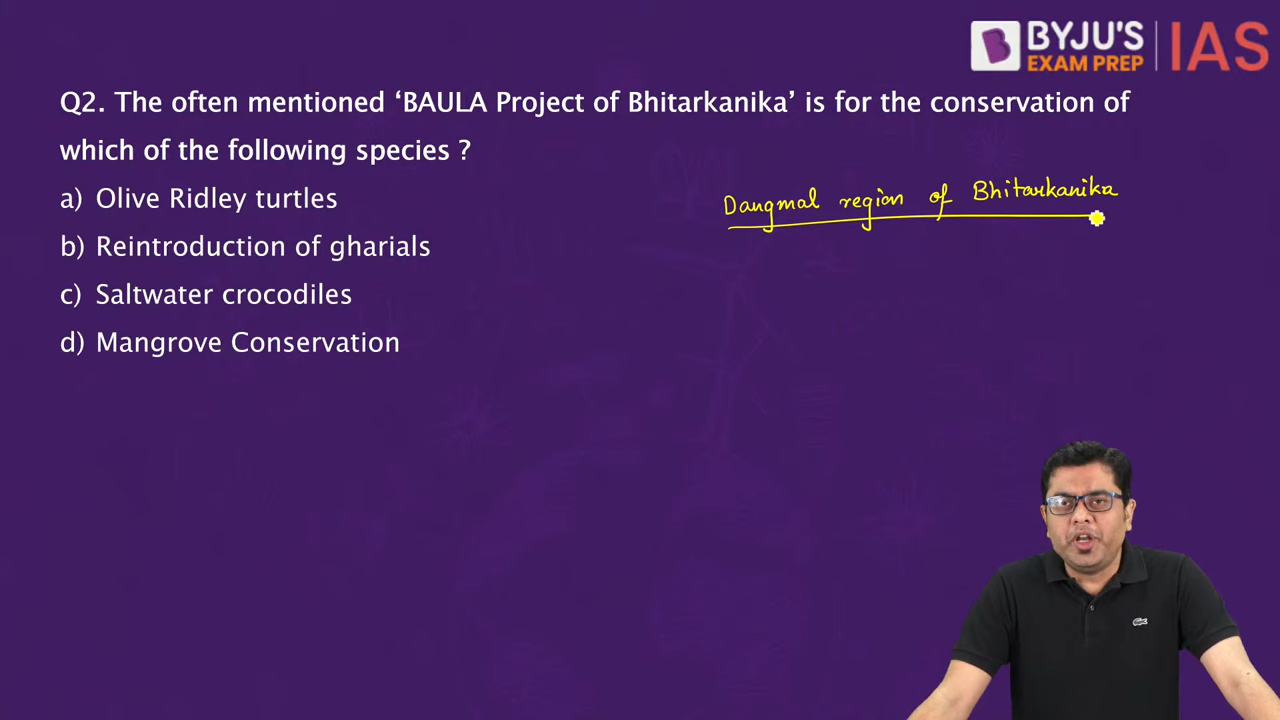 BYJU'S
EXAM PREP
IAS
Q2. The often mentioned ‘BAULA Project of Bhitarkanika’ is for the conservation of
which of the following species ?
a) Olive Ridley turtles
b) Reintroduction of gharials
c) Saltwater crocodiles
d) Mangrove Conservation
Dangmal region of Bhitarkanika